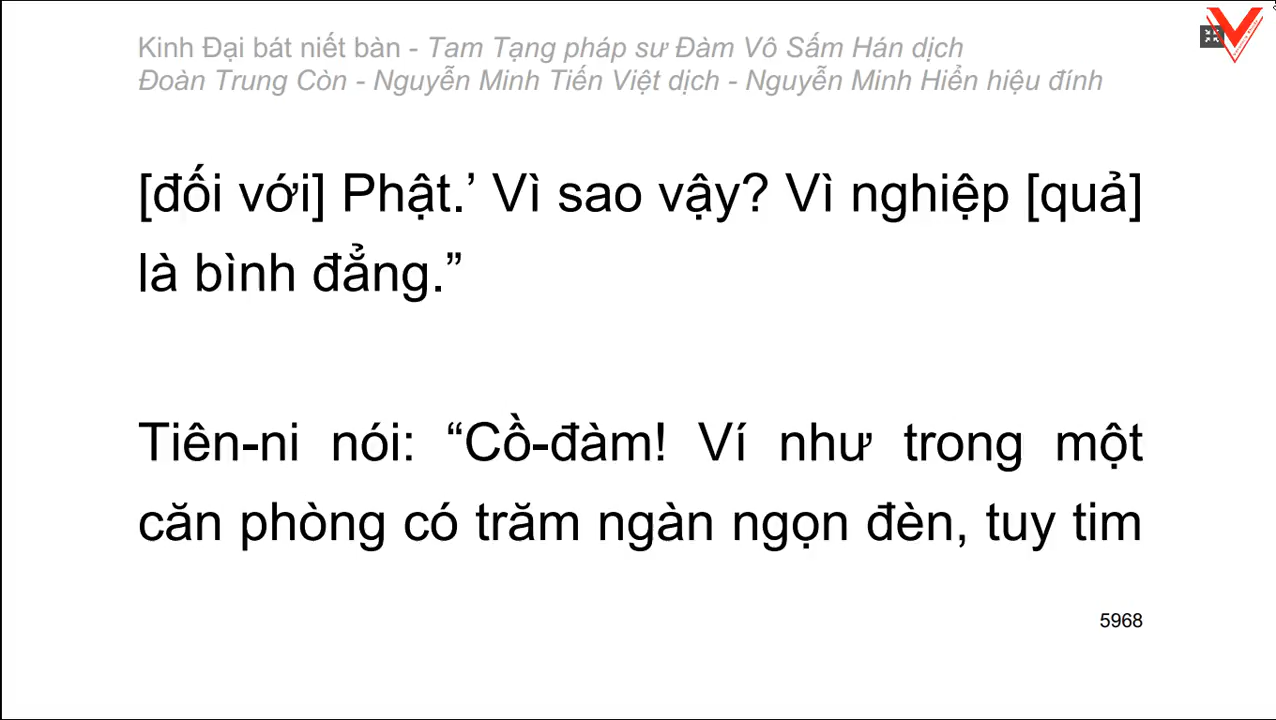 Kinh Đại bát niết bàn - Tam Tạng pháp sư Đàm Vô Sấm Hán dịch
Đoàn Trung Còn - Nguyễn Minh Tiến Việt dịch - Nguyễn Minh Hiển hiệu đính
[đối với] Phật.’ Vì sao vậy? Vì nghiệp [quả]
là bình đẳng.”
Tiên-ni nói: “Cồ-đàm! Ví như trong một
căn phòng có trăm ngàn ngọn đèn, tuy tim
5968